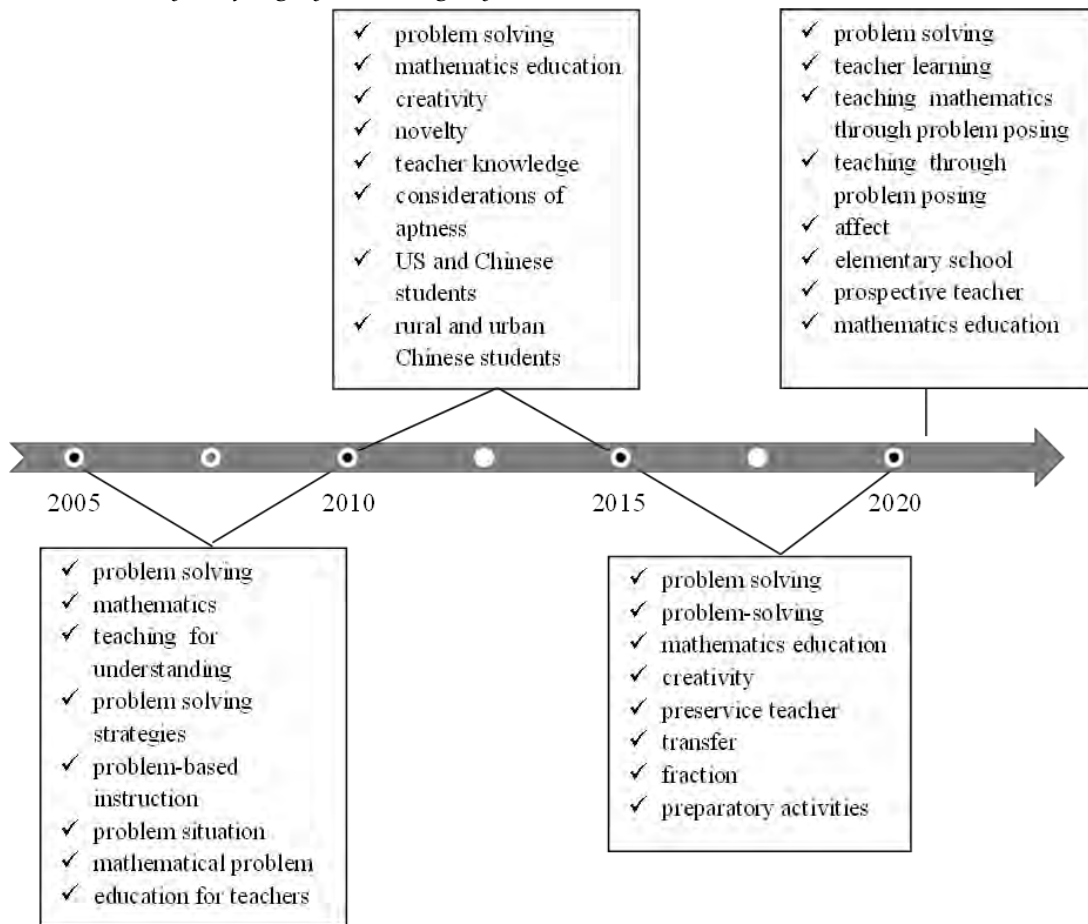 ✓ problem solving
✓ mathematics education
✓ creativity
✓ novelty
✓ teacher knowledge
✓ considerations of
aptness
✓ US and Chinese
students
✓ rural and urban
Chinese students
✓ problem solving
✓ teacher learning
✓ teaching mathematics
through problem posing
✓ teaching through
problem posing
✓ affect
✓ elementary school
✓ prospective teacher
✓ mathematics education
2005
2010
2015
2020
✓ problem solving
✓ mathematics
✓ teaching for
understanding
✓ problem solving
strategies
✓ problem-based
instruction
✓ problem situation
✓ mathematical problem
✓ education for teachers
✓ problem solving
✓ problem-solving
✓ mathematics education
✓ creativity
✓ preservice teacher
✓ transfer
✓ fraction
✓ preparatory activities